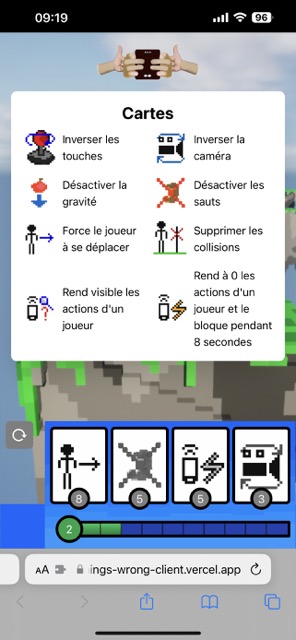 09:19
96
Cartes
Inverser les
touches
Inverser la
caméra
Désactiver la
gravité
Désactiver les
sauts
Force le joueur
à se déplacer
Supprimer les
collisions
Rend visible les
actions d'un
joueur
Rend à 0 les
actions d'un
joueur et le
bloque pendant
8 secondes
8
5
5
3
2
AA
ings-wrong-client.vercel.app